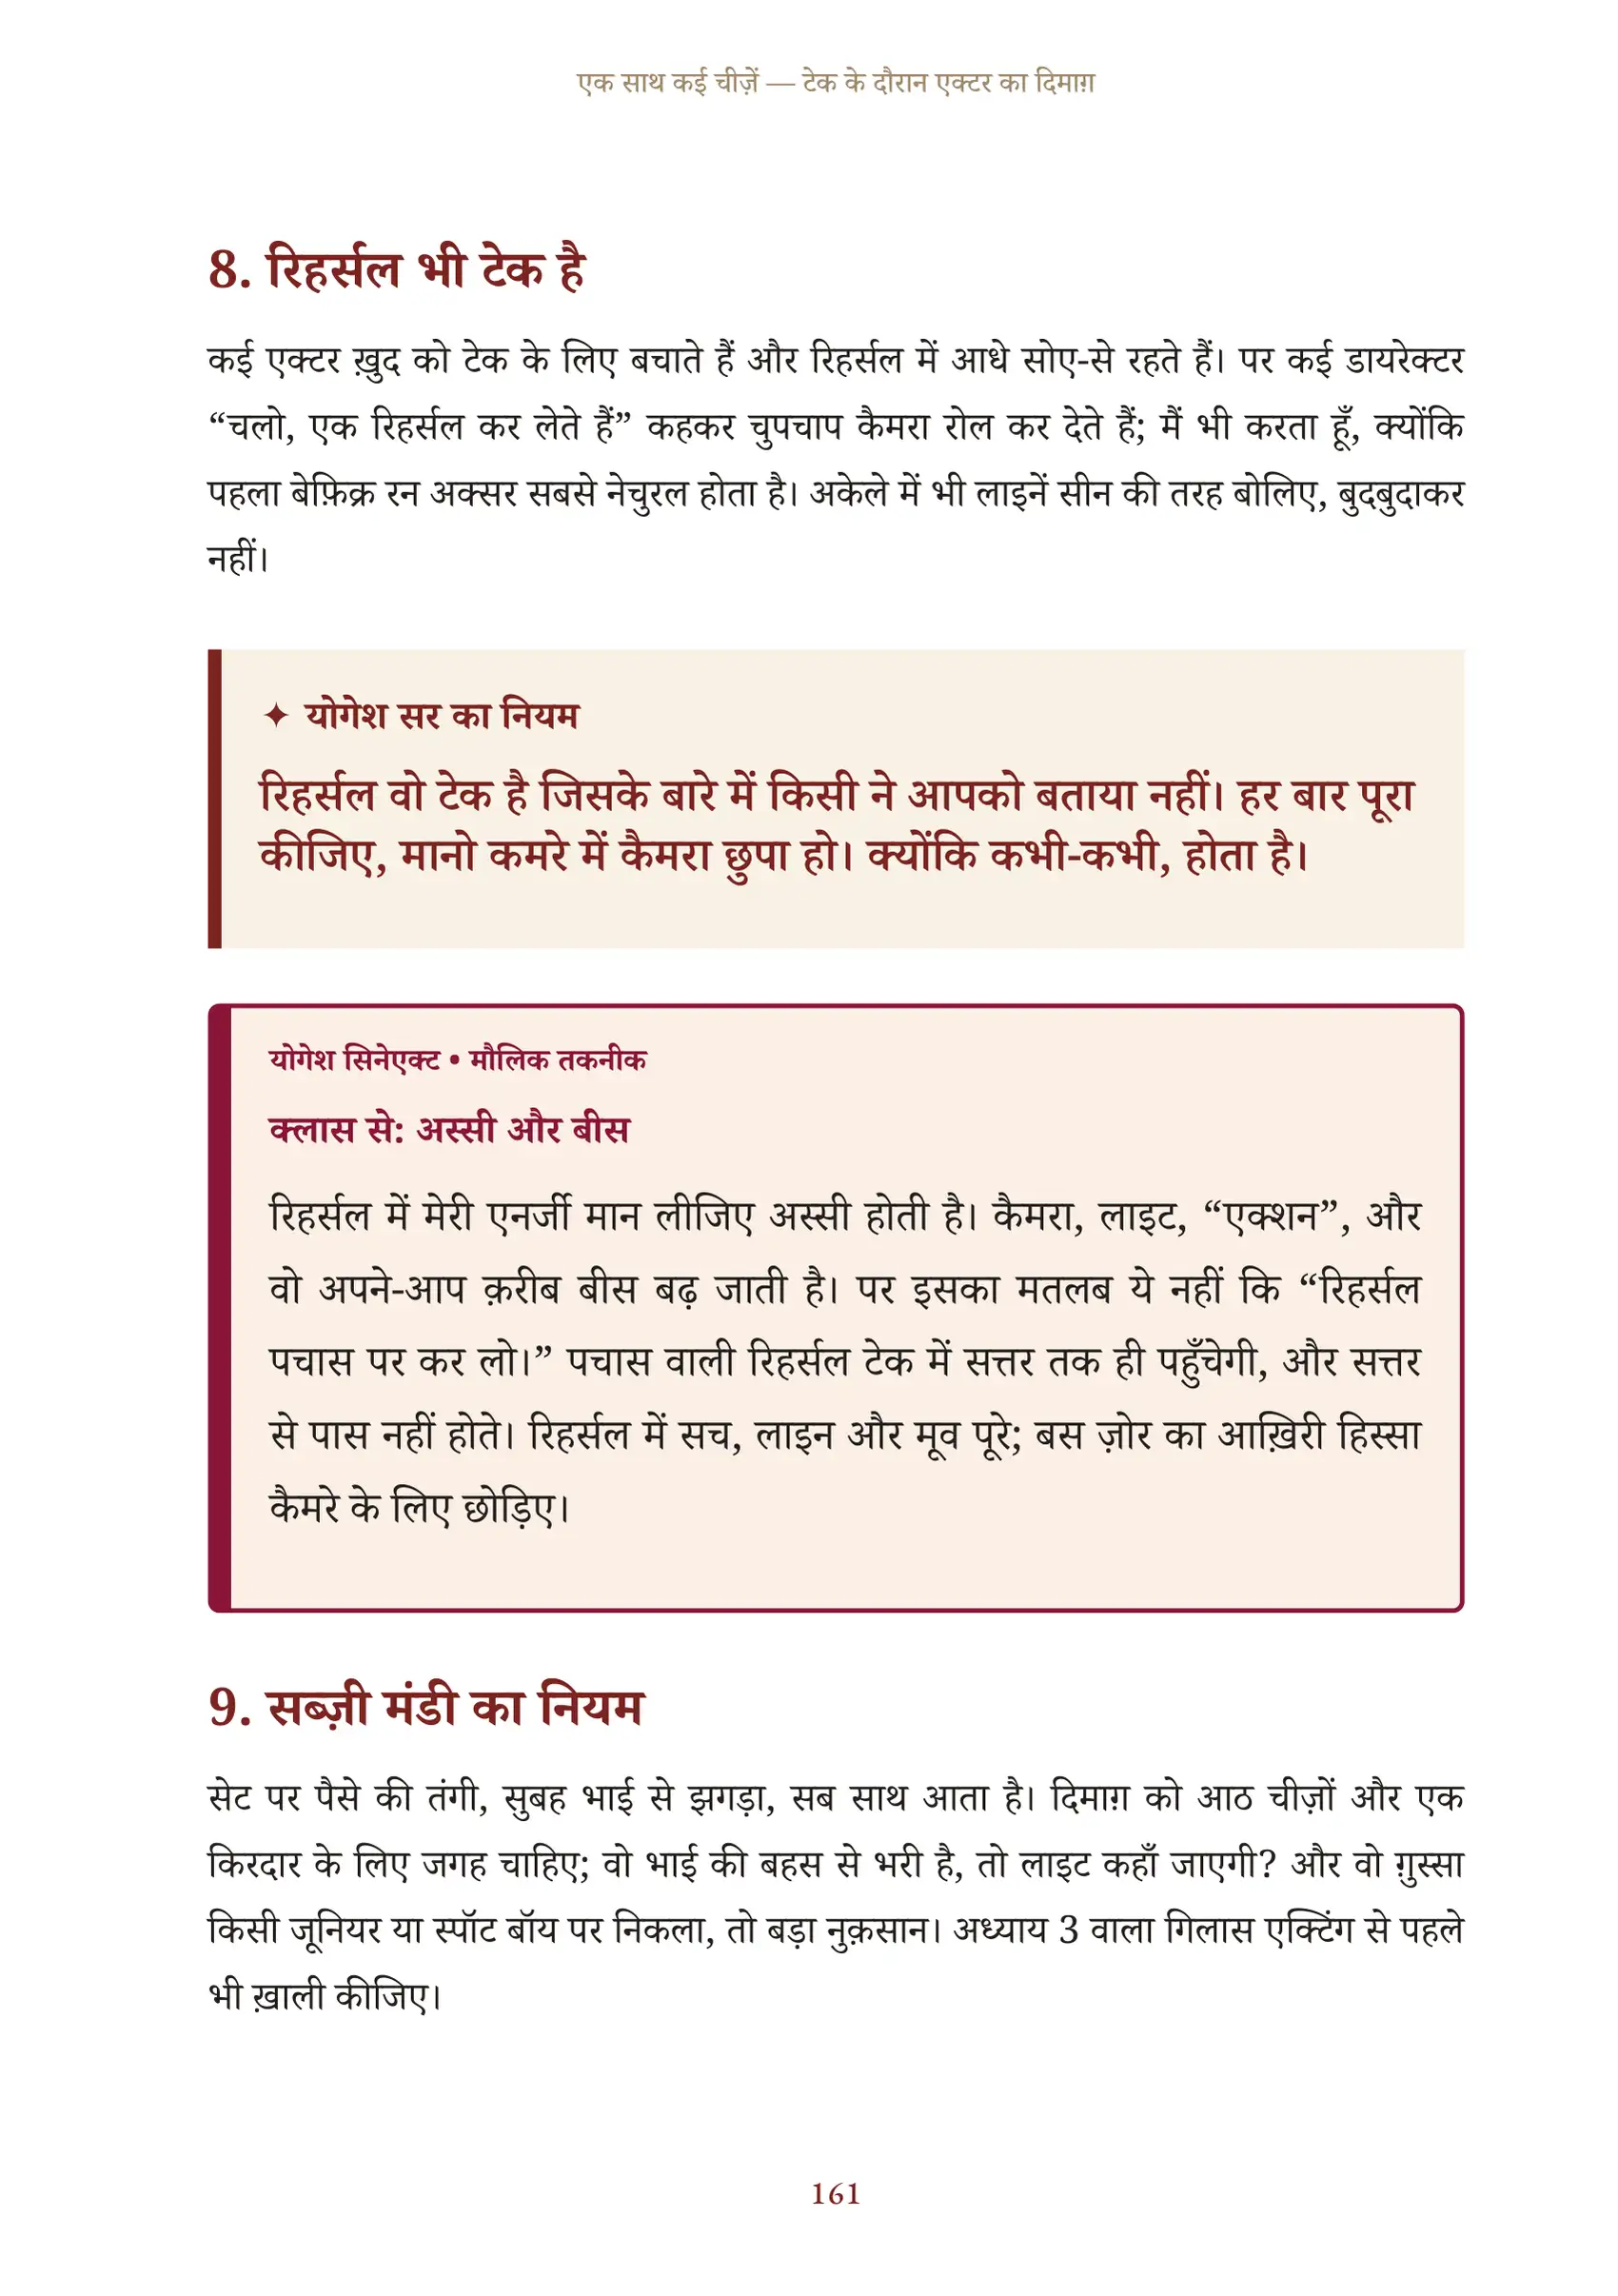 एक साथ कई चीज़ें — टेक के दौरान एक्टर का दिमाग़
8. रिहर्सल भी टेक है
कई एक्टर ख़ुद को टेक के लिए बचाते हैं और रिहर्सल में आधे सोए-से रहते हैं। पर कई डायरेक्टर
“चलो, एक रिहर्सल कर लेते हैं” कहकर चुपचाप कैमरा रोल कर देते हैं; मैं भी करता हूँ, क्योंकि
पहला बेफ़िक्र रन अक्सर सबसे नेचुरल होता है। अकेले में भी लाइनें सीन की तरह बोलिए, बुदबुदाकर
नहीं।
✦ योगेश सर का नियम
रिहर्सल वो टेक है जिसके बारे में किसी ने आपको बताया नहीं। हर बार पूरा
कीजिए, मानो कमरे में कैमरा छुपा हो। क्योंकि कभी-कभी, होता है।
योगेश सिनेएक्ट • मौलिक तकनीक
क्लास से: अस्सी और बीस
रिहर्सल में मेरी एनर्जी मान लीजिए अस्सी होती है। कैमरा, लाइट, “एक्शन”, और
वो अपने-आप क़रीब बीस बढ़ जाती है। पर इसका मतलब ये नहीं कि “रिहर्सल
पचास पर कर लो।” पचास वाली रिहर्सल टेक में सत्तर तक ही पहुँचेगी, और सत्तर
से पास नहीं होते। रिहर्सल में सच, लाइन और मूव पूरे; बस ज़ोर का आख़िरी हिस्सा
कैमरे के लिए छोड़िए।
9. सब्ज़ी मंडी का नियम
सेट पर पैसे की तंगी, सुबह भाई से झगड़ा, सब साथ आता है। दिमाग़ को आठ चीज़ों और एक
किरदार के लिए जगह चाहिए; वो भाई की बहस से भरी है, तो लाइट कहाँ जाएगी? और वो ग़ुस्सा
किसी जूनियर या स्पॉट बॉय पर निकला, तो बड़ा नुक़सान। अध्याय 3 वाला गिलास एक्टिंग से पहले
भी ख़ाली कीजिए।
161